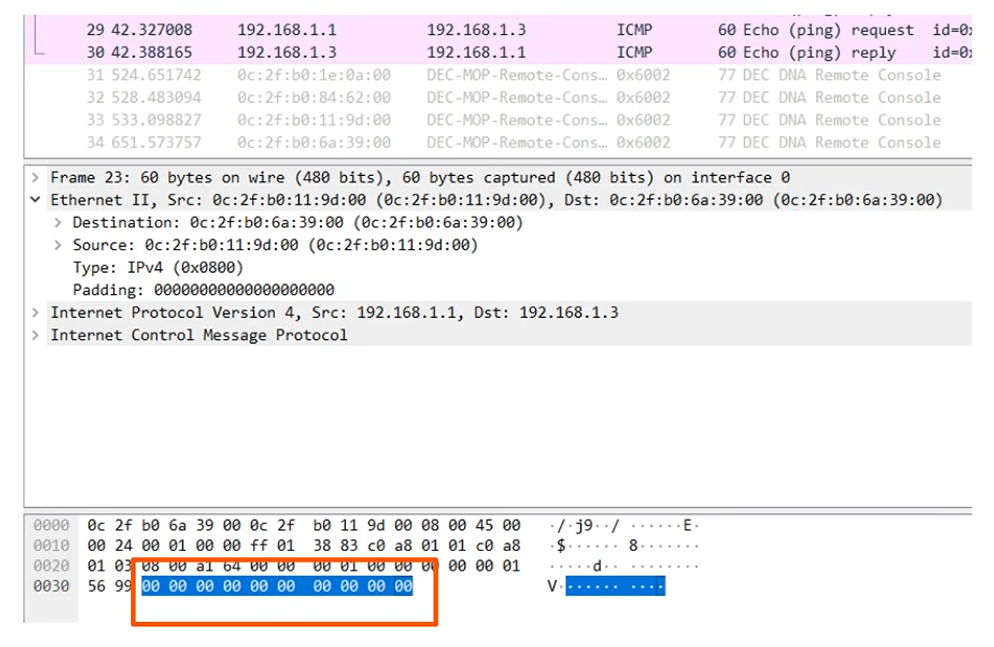 29 42.327008 192.168.1.1 192.168.1.3 ICMP 60 Echo (ping) request id=0x
30 42.388165 192.168.1.3 192.168.1.1 ICMP 60 Echo (ping) reply id=0x
31 524.651742 0c:2f:b0:1e:0a:00 DEC-MOP-Remote-Cons… 0x6002 77 DEC DNA Remote Console
32 528.483094 0c:2f:b0:84:62:00 DEC-MOP-Remote-Cons… 0x6002 77 DEC DNA Remote Console
33 533.098827 0c:2f:b0:11:9d:00 DEC-MOP-Remote-Cons… 0x6002 77 DEC DNA Remote Console
34 651.573757 0c:2f:b0:6a:39:00 DEC-MOP-Remote-Cons… 0x6002 77 DEC DNA Remote Console
Frame 23: 60 bytes on wire (480 bits), 60 bytes captured (480 bits) on interface 0
Ethernet II, Src: 0c:2f:b0:11:9d:00 (0c:2f:b0:11:9d:00), Dst: 0c:2f:b0:6a:39:00 (0c:2f:b0:6a:39:00)
Destination: 0c:2f:b0:6a:39:00 (0c:2f:b0:6a:39:00)
Source: 0c:2f:b0:11:9d:00 (0c:2f:b0:11:9d:00)
Type: IPv4 (0x0800)
Padding: 00000000000000000000
Internet Protocol Version 4, Src: 192.168.1.1, Dst: 192.168.1.3
Internet Control Message Protocol
0000 0c 2f b0 6a 39 00 0c 2f b0 11 9d 00 08 00 45 00 ·/·j9··/ ······E·
0010 00 24 00 01 00 00 ff 01 38 83 c0 a8 01 01 c0 a8 ·$······ 8·······
0020 01 03 08 00 a1 64 00 00 00 01 00 00 00 00 00 01 ·····d·· ········
0030 56 99 00 00 00 00 00 00 00 00 00 00 V······· ····